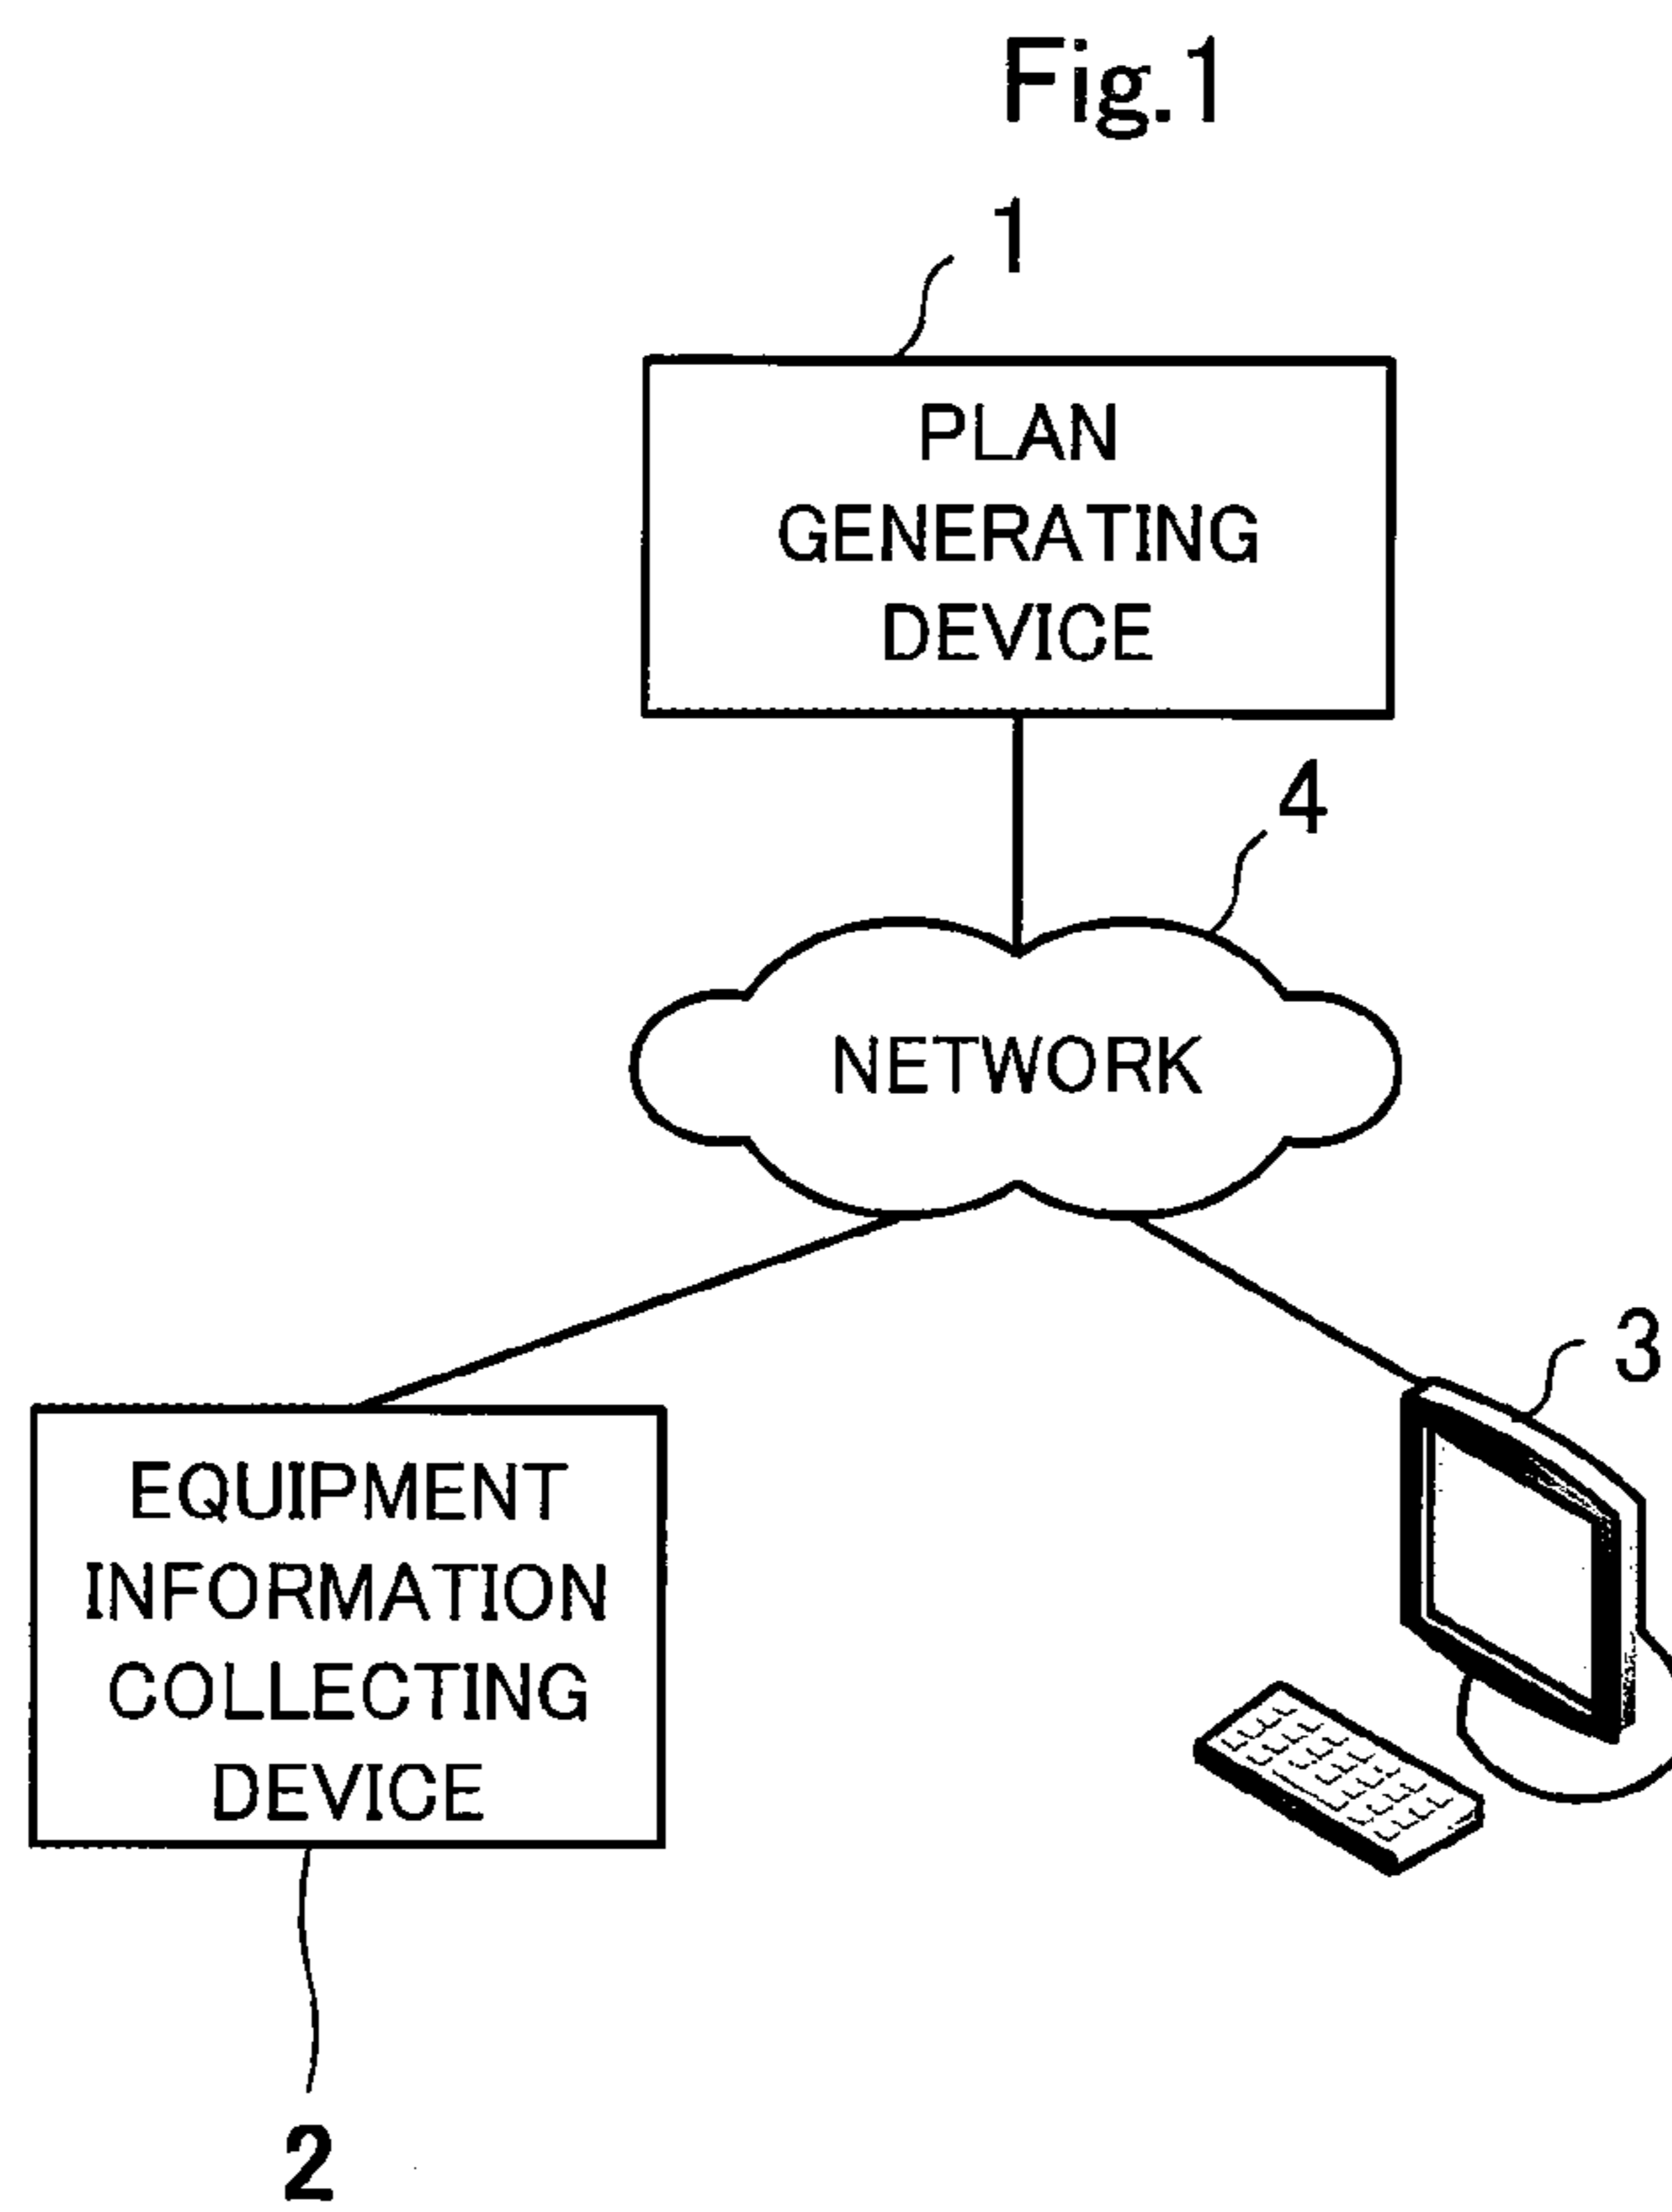 Fig.1
1
PLAN
GENERATING
DEVICE
4
NETWORK
3
EQUIPMENT
INFORMATION
COLLECTING
DEVICE
2